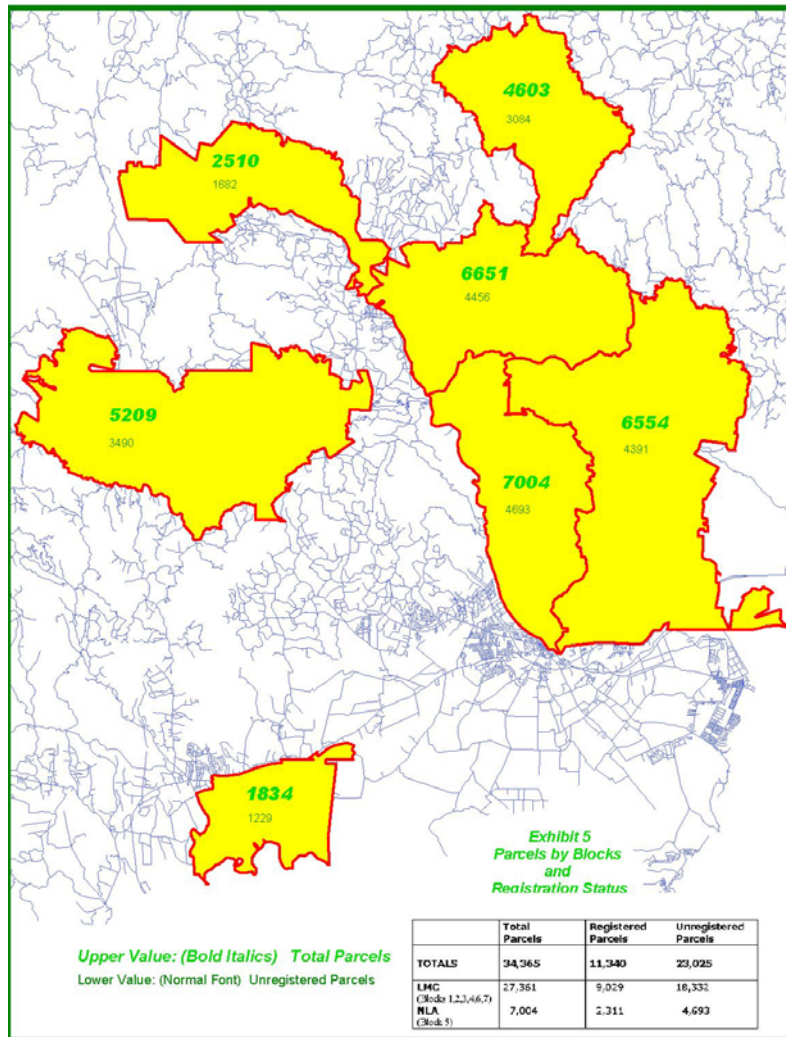 4603
3084
2510
1682
6651
4456
5209
3490
6554
4391
7004
4693
1834
1229
Exhibit 5
Parcels by Blocks
and
Registration Status
Upper Value: (Bold Italics) Total Parcels
Lower Value: (Normal Font) Unregistered Parcels
Total Parcels Registered Parcels Unregistered Parcels
TOTALS 34,365 11,340 23,025
LMC 27,361 9,029 18,332
(Blocks 1,2,3,4,6,7)
NLA 7,004 2,311 4,693
(Block 5)